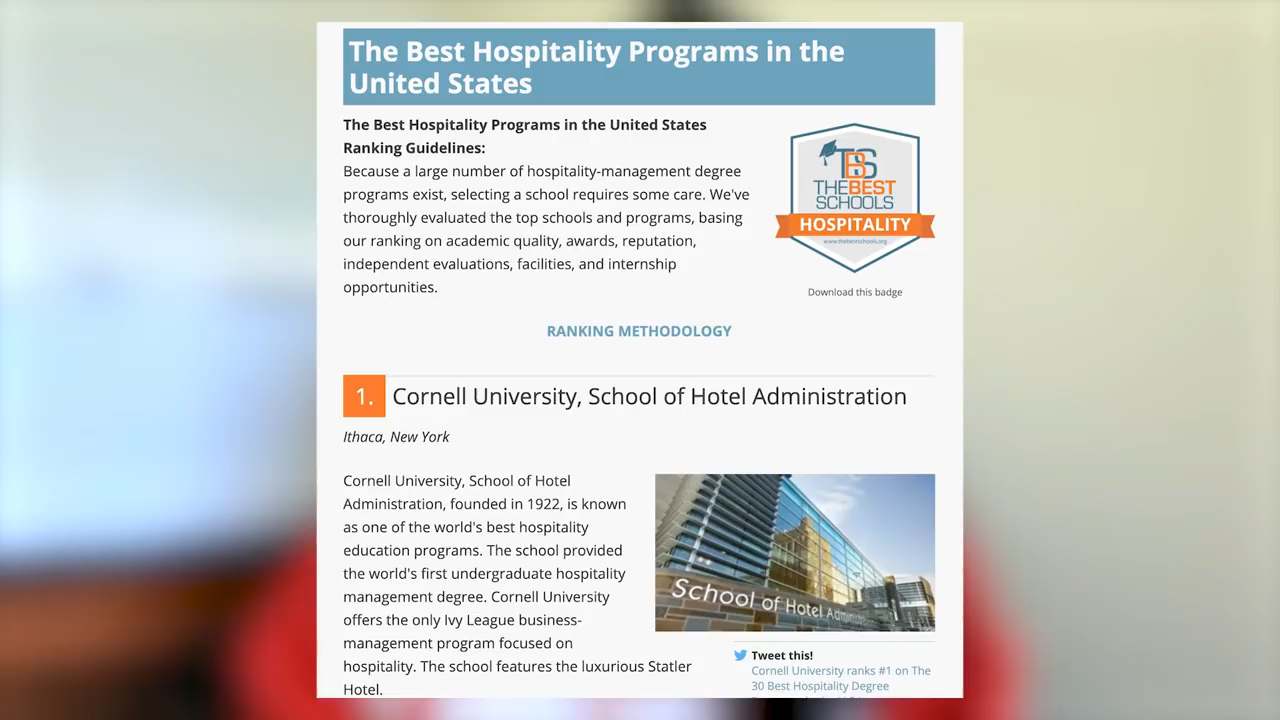 The Best Hospitality Programs in the
United States
The Best Hospitality Programs in the United States
Ranking Guidelines:
Because a large number of hospitality-management degree
programs exist, selecting a school requires some care. We've
thoroughly evaluated the top schools and programs, basing
our ranking on academic quality, awards, reputation,
independent evaluations, facilities, and internship
opportunities.
TBS
THEBEST
SCHOOLS
HOSPITALITY
www.thebestschools.org
Download this badge
RANKING METHODOLOGY
1. Cornell University, School of Hotel Administration
Ithaca, New York
Cornell University, School of Hotel
Administration, founded in 1922, is known
as one of the world's best hospitality
education programs. The school provided
the world's first undergraduate hospitality
management degree. Cornell University
offers the only Ivy League business-
management program focused on
hospitality. The school features the luxurious Statler
Hotel.
School of Hotel
Tweet this!
Cornell University ranks #1 on The
30 Best Hospitality Degree